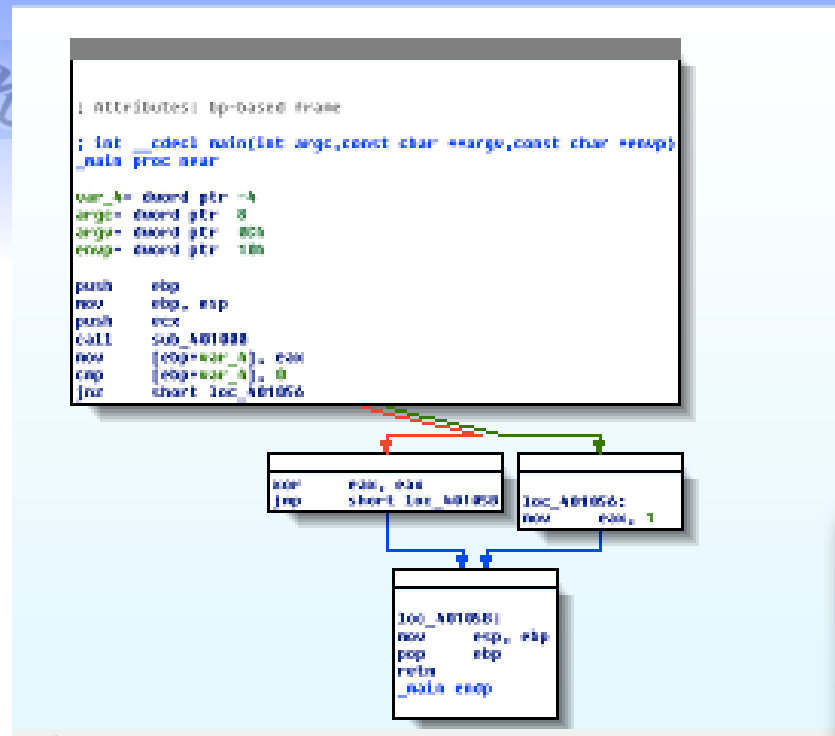 ; Attributes: bp-based frame
; int __cdecl main(int argc,const char **argv,const char *envp)
_main proc near
var_4= dword ptr -4
argc= dword ptr 8
argv= dword ptr 0Ch
envp= dword ptr 10h
push ebp
mov ebp, esp
push ecx
call
mov [ebp+var_4], eax
cmp [ebp+var_4], 0
jnz short loc_401056
xor eax, eax
jmp short loc_401058
loc_401056:
mov eax, 1
loc_401058:
mov esp, ebp
pop ebp
retn
_main endp